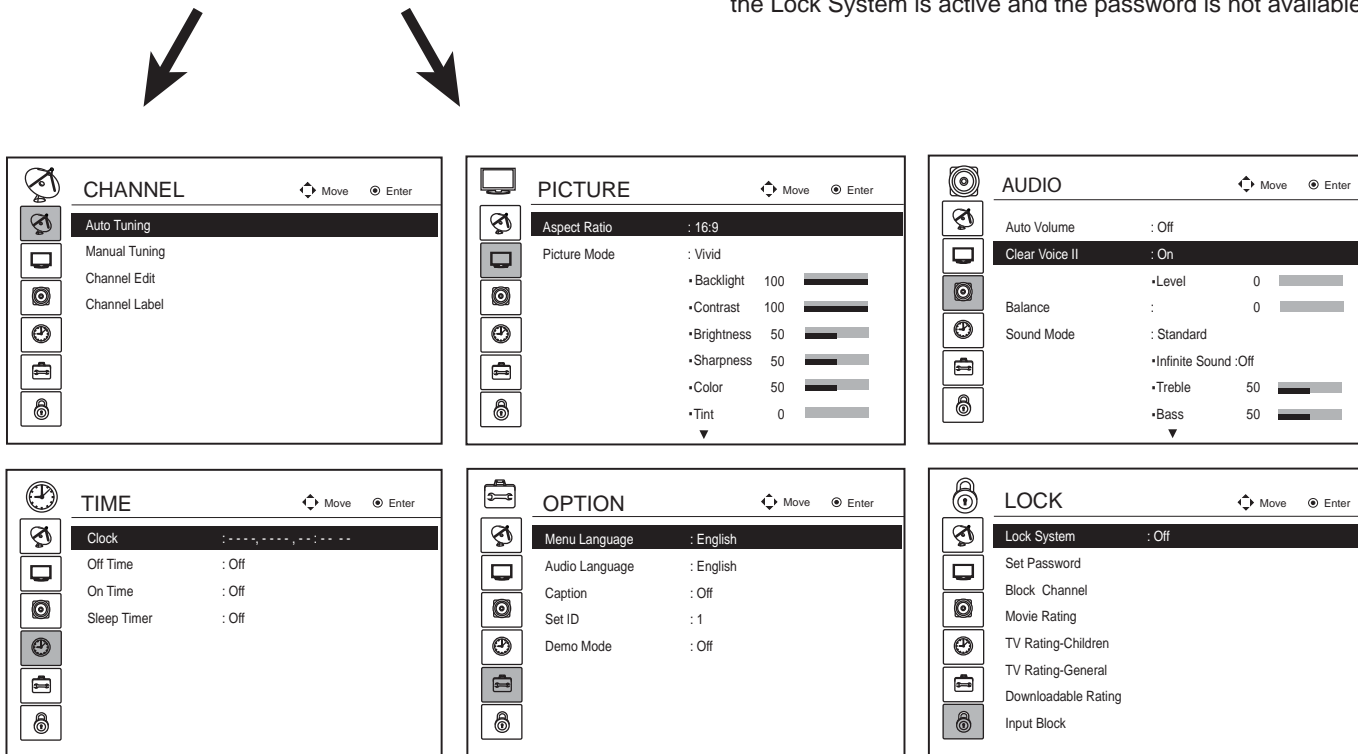 the Lock System is active and the password is not available
CHANNEL Move Enter
Auto Tuning
Manual Tuning
Channel Edit
Channel Label
PICTURE Move Enter
Aspect Ratio : 16:9
Picture Mode : Vivid
▪Backlight 100
▪Contrast 100
▪Brightness 50
▪Sharpness 50
▪Color 50
▪Tint 0
▼
AUDIO Move Enter
Auto Volume : Off
Clear Voice II : On
▪Level 0
Balance : 0
Sound Mode : Standard
▪Infinite Sound :Off
▪Treble 50
▪Bass 50
▼
TIME Move Enter
Clock : - - - -, - - - - , - - : - - - -
Off Time : Off
On Time : Off
Sleep Timer : Off
OPTION Move Enter
Menu Language : English
Audio Language : English
Caption : Off
Set ID : 1
Demo Mode : Off
LOCK Move Enter
Lock System : Off
Set Password
Block Channel
Movie Rating
TV Rating-Children
TV Rating-General
Downloadable Rating
Input Block